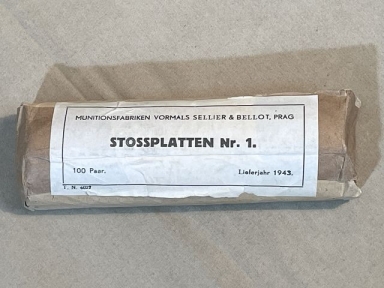 MUNITIONSFABRIKEN VORMALS SELLIER & BELLOT, PRAG
STOSSPLATTEN Nr. 1.
100 Paar. Lieferjahr 1943.